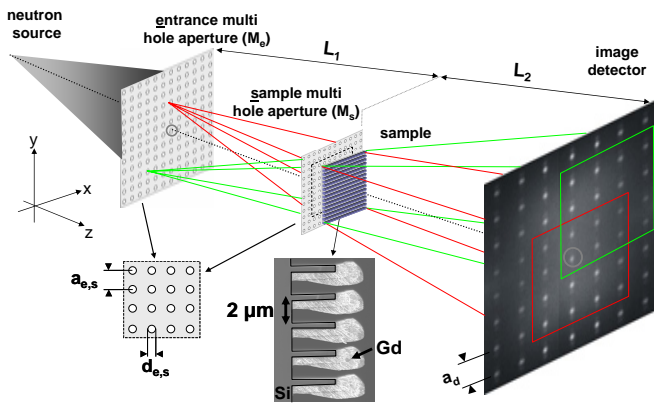 neutron
source
entrance multi
hole aperture (Me)
L1
L2
image
detector
sample multi
hole aperture (Ms)
sample
y
x
z
ae,s
de,s
2 µm
Gd
Si
ad